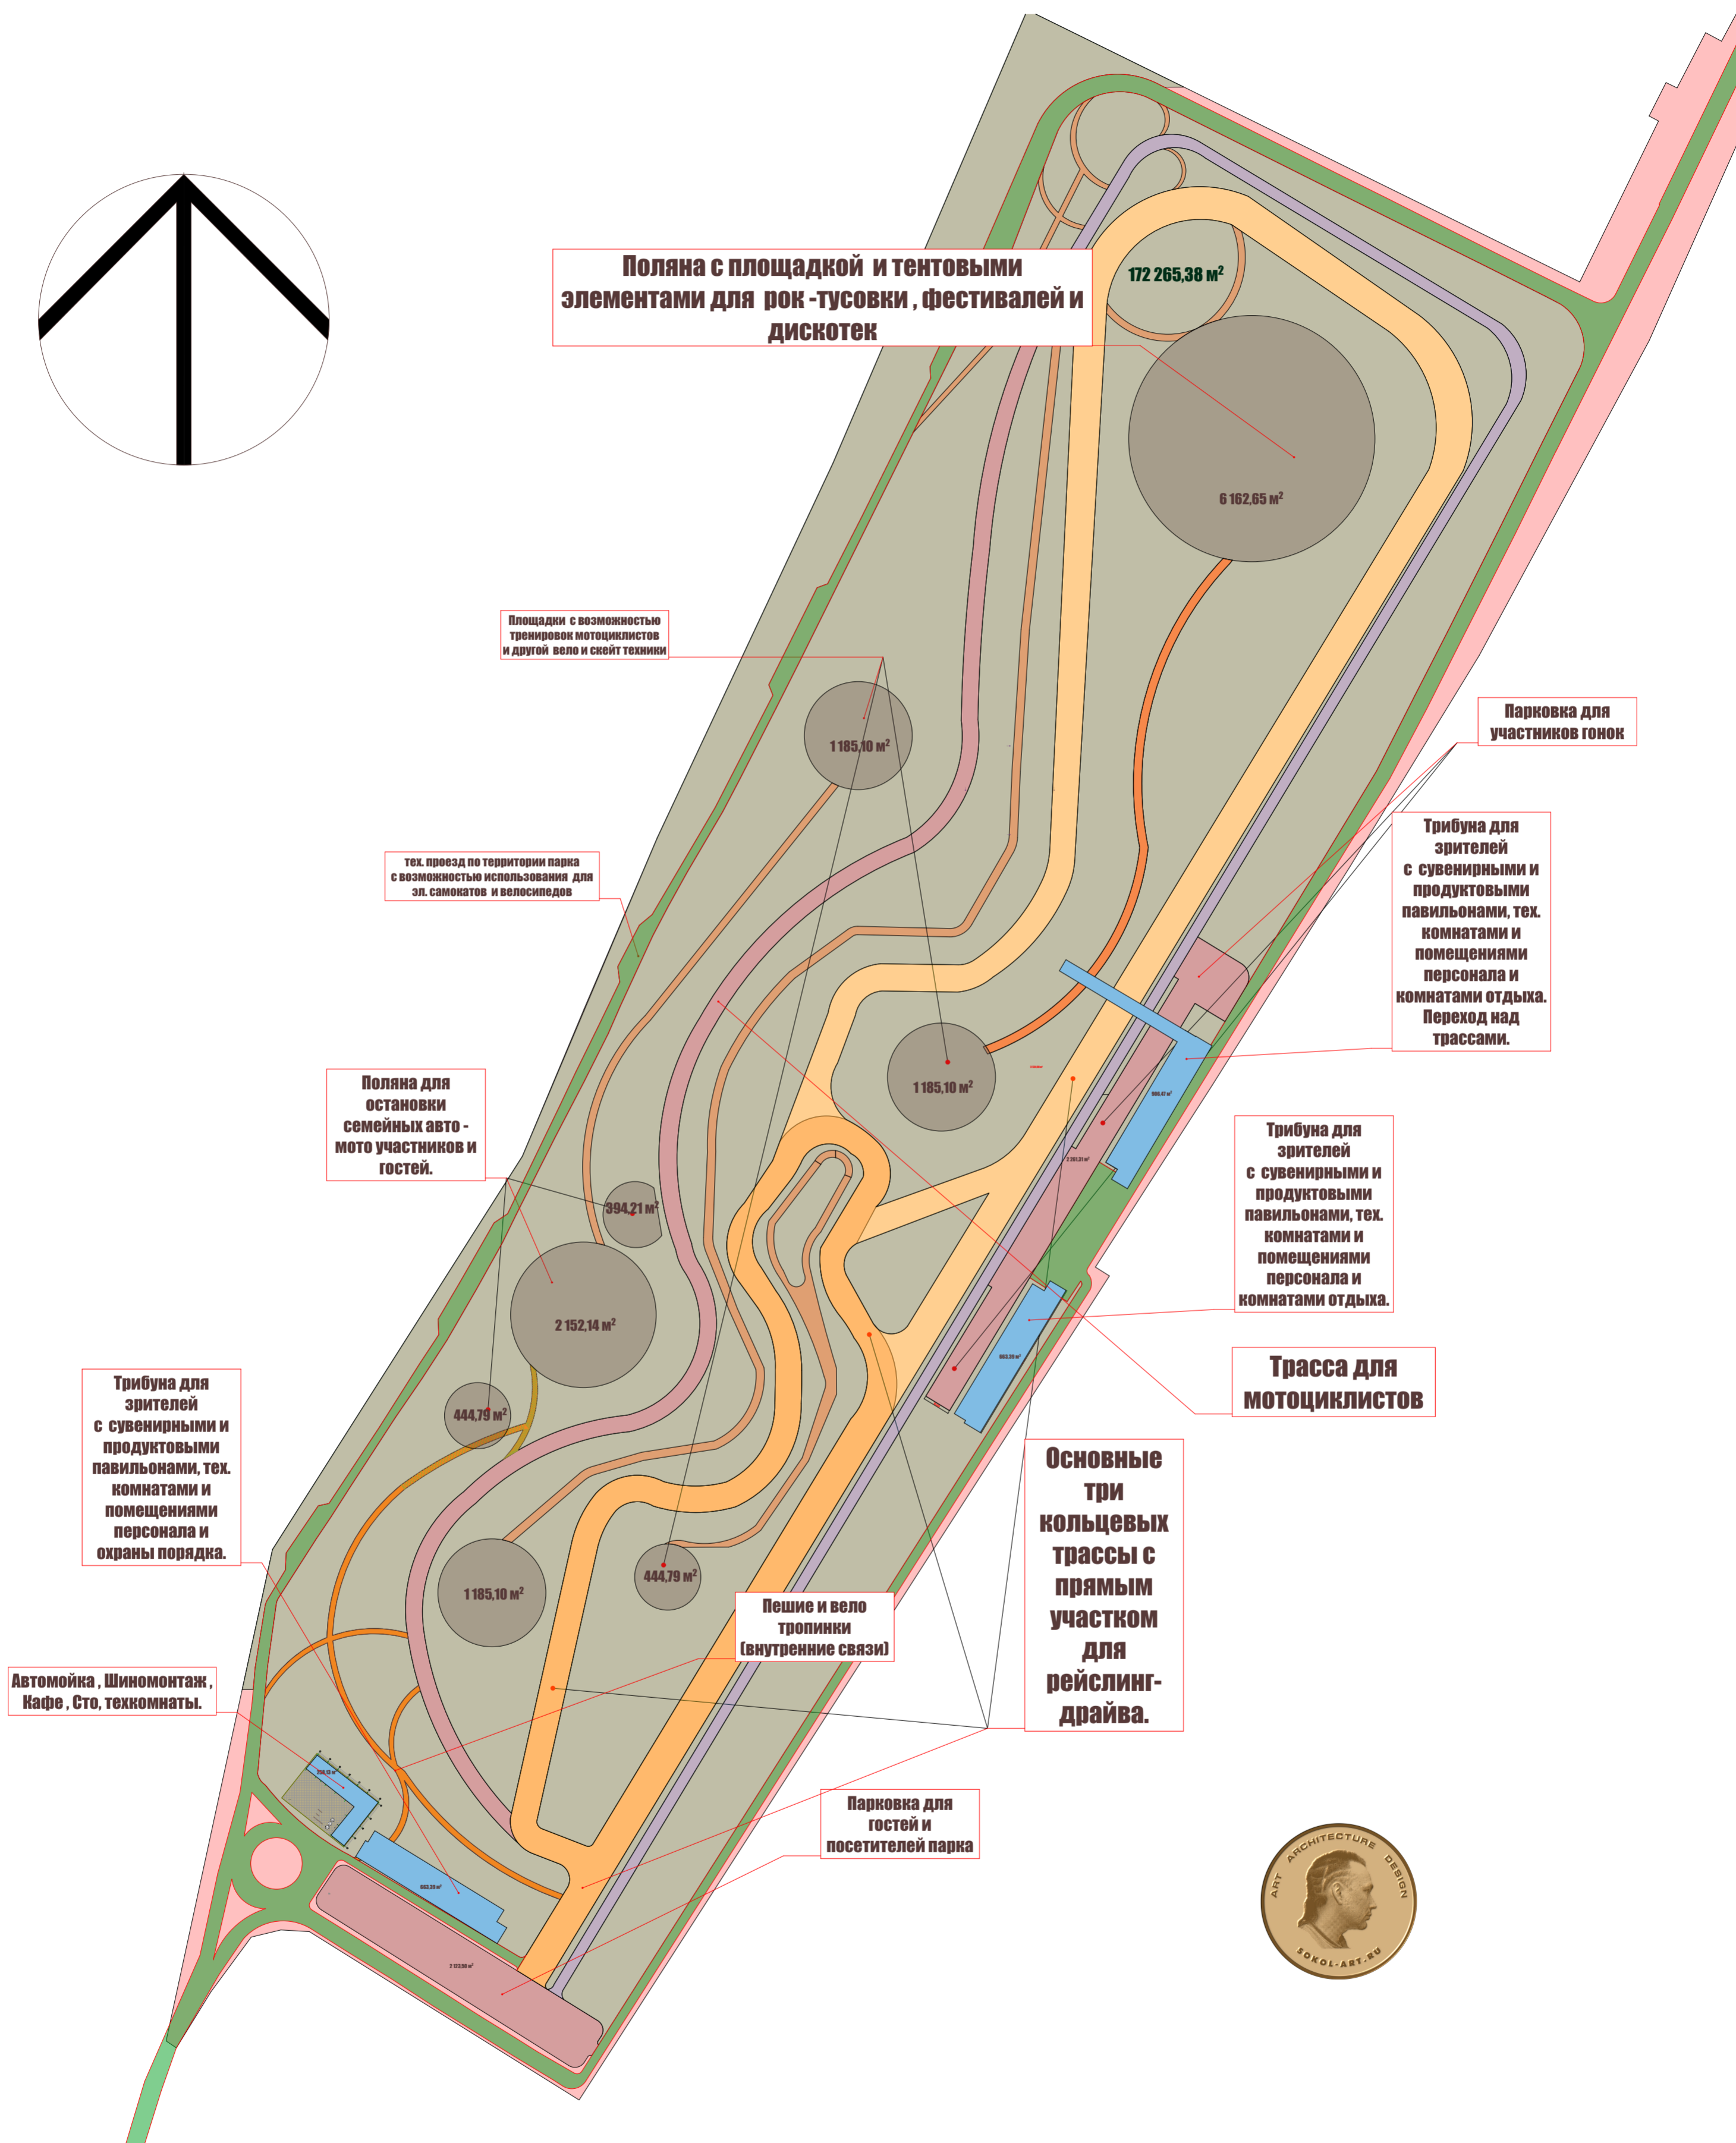 172 265,38 м²
Поляна с площадкой и тентовыми
элементами для рок -тусовки , фестивалей и
дискотек
6 162,65 м²
Площадки с возможностью
тренировок мотоциклистов
и другой вело и скейт техники
1 185,10 м²
Парковка для
участников гонок
Трибуна для
зрителей
с сувенирными и
продуктовыми
павильонами, тех.
комнатами и
помещениями
персонала и
комнатами отдыха.
Переход над
трассами.
тех. проезд по территории парка
с возможностью использования для
эл. самокатов и велосипедов
1 185,10 м²
Поляна для
остановки
семейных авто -
мото участников и
гостей.
Трибуна для
зрителей
с сувенирными и
продуктовыми
павильонами, тех.
комнатами и
помещениями
персонала и
комнатами отдыха.
394,21 м²
2 152,14 м²
663,39 м²
Трасса для
мотоциклистов
444,79 м²
Трибуна для
зрителей
с сувенирными и
продуктовыми
павильонами, тех.
комнатами и
помещениями
персонала и
охраны порядка.
Основные
три
кольцевых
трассы с
прямым
участком
для
рейслинг-
драйва.
1 185,10 м²
444,79 м²
Пешие и вело
тропинки
(внутренние связи)
Автомойка , Шиномонтаж ,
Кафе , Сто, техкомнаты.
Парковка для
гостей и
посетителей парка
663,39 м²
ART ARCHITECTURE DESIGN
SOKOL-ART.RU